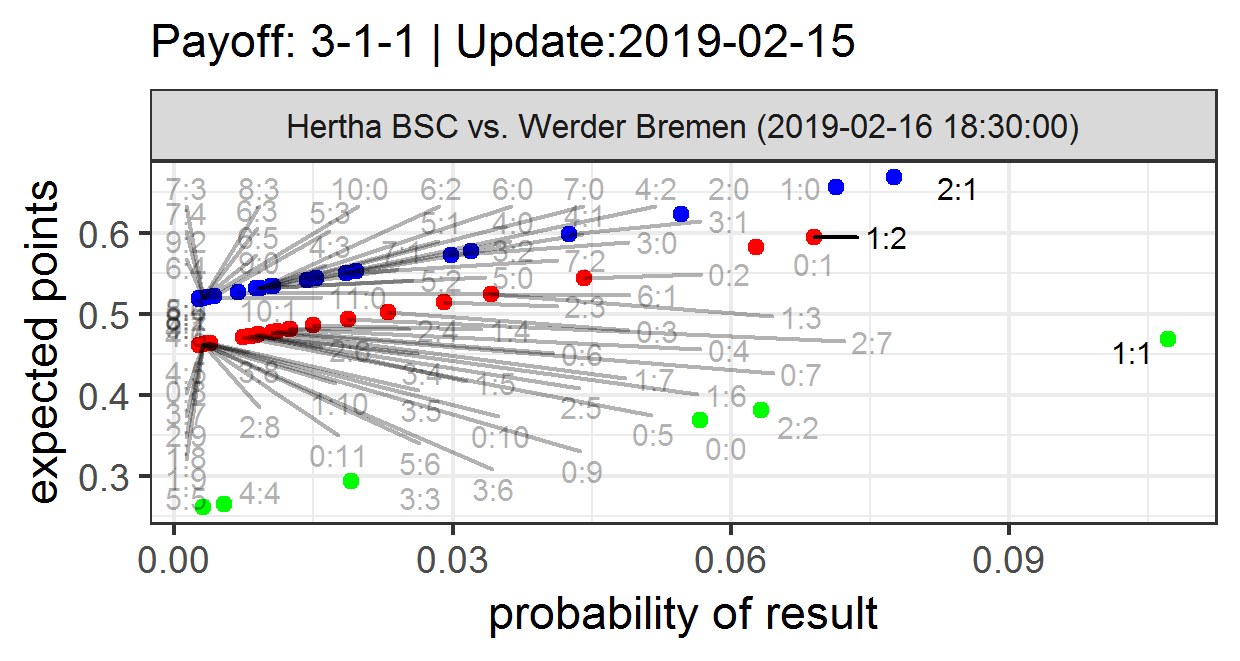 Payoff: 3-1-1 | Update:2019-02-15
Hertha BSC vs. Werder Bremen (2019-02-16 18:30:00)
expected points
0.6
0.5
0.4
0.3
7:3 8:3 10:0 6:2 6:0 7:0 4:2 2:0 1:0 2:1
7:4 6:3 5:3 5:1 4:0 4:1 3:1
9:2 6:5 4:3 7:1 3:2 3:0 1:2
6:4 9:0 7:2 0:1
5:2 5:0 0:2
11:0 6:1
10:1 2:3 1:3
2:4 1:4 0:3
0:6 0:4 2:7 1:1
3:8 3:4 1:5 1:7 0:7
1:10 3:5 2:5 1:6
3:7
2:8 0:10 0:5 2:2
2:9
0:11 5:6 0:9 0:0
1:8
5:5 4:4 3:3 3:6
0.00 0.03 0.06 0.09
probability of result